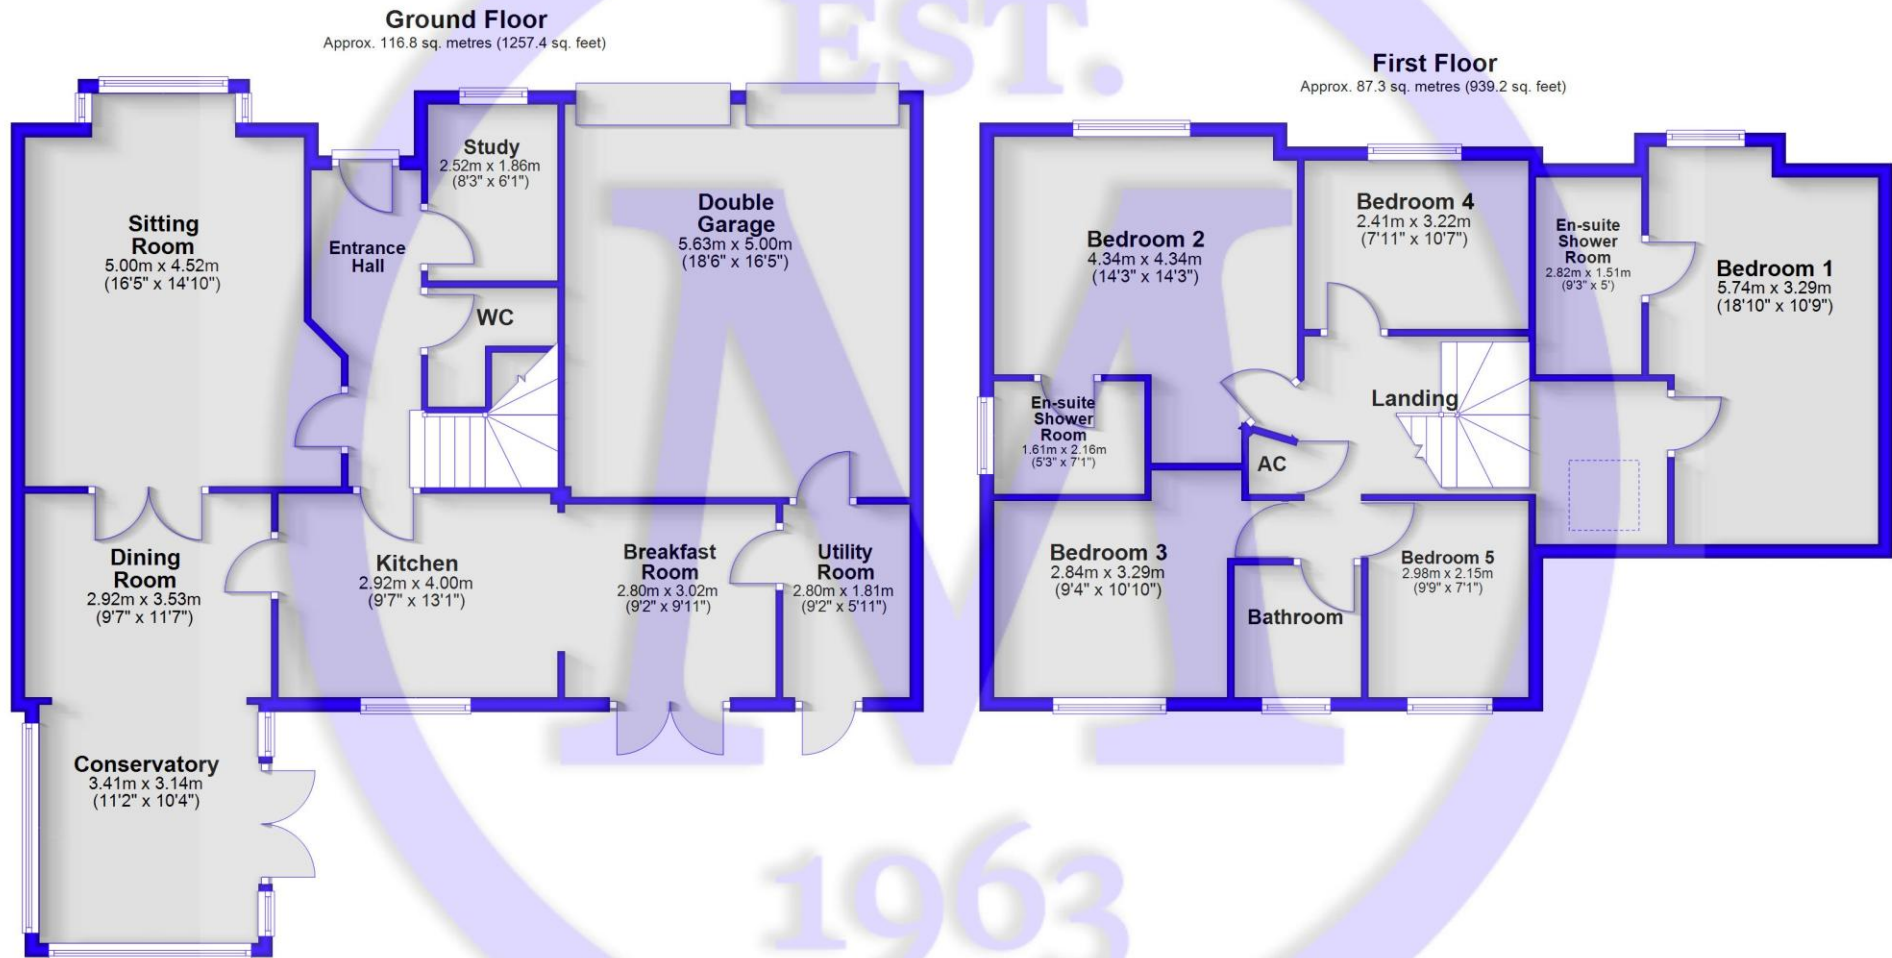 Ground Floor
Approx. 116.8 sq. metres (1257.4 sq. feet)
Sitting
Room
5.00m x 4.52m
(16'5" x 14'10")
Entrance
Hall
Study
2.52m x 1.86m
(8'3" x 6'1")
WC
Double
Garage
5.63m x 5.00m
(18'6" x 16'5")
Dining
Room
2.92m x 3.53m
(9'7" x 11'7")
Kitchen
2.92m x 4.00m
(9'7" x 13'1")
Breakfast
Room
2.80m x 3.02m
(9'2" x 9'11")
Utility
Room
2.80m x 1.81m
(9'2" x 5'11")
Conservatory
3.41m x 3.14m
(11'2" x 10'4")
First Floor
Approx. 87.3 sq. metres (939.2 sq. feet)
Bedroom 2
4.34m x 4.34m
(14'3" x 14'3")
Bedroom 4
2.41m x 3.22m
(7'11" x 10'7")
En-suite
Shower
Room
2.82m x 1.51m
(9'3" x 5')
Bedroom 1
5.74m x 3.29m
(18'10" x 10'9")
En-suite
Shower
Room
1.61m x 2.16m
(5'3" x 7'1")
AC
Landing
Bedroom 3
2.84m x 3.29m
(9'4" x 10'10")
Bathroom
Bedroom 5
2.98m x 2.15m
(9'9" x 7'1")
EST.
M
1963